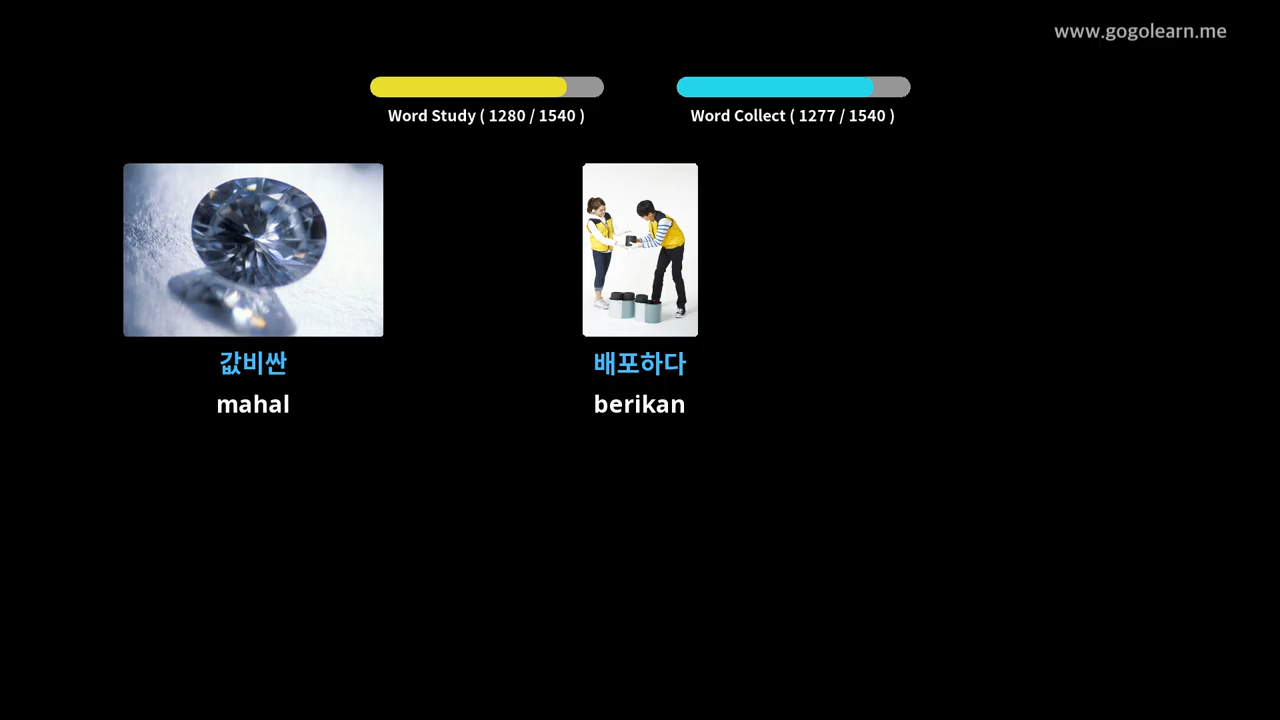 www.gogolearn.me
Word Study ( 1280 / 1540 )
Word Collect ( 1277 / 1540 )
값비싼
mahal
배포하다
berikan